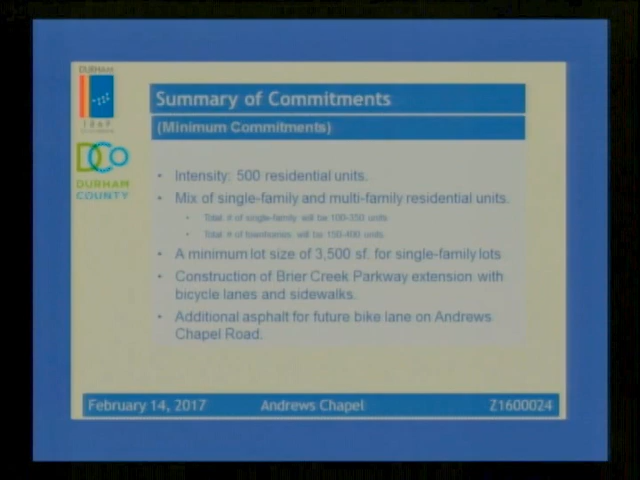 DURHAM
1869
DCo
DURHAM
COUNTY
Summary of Commitments
(Minimum Commitments)
• Intensity: 500 residential units.
• Mix of single-family and multi-family residential units.
• Total # of single-family will be 100-350 units.
• Total # of townhomes will be 150-400 units.
• A minimum lot size of 3,500 sf. for single-family lots
• Construction of Brier Creek Parkway extension with
bicycle lanes and sidewalks.
• Additional asphalt for future bike lane on Andrews
Chapel Road.
February 14, 2017 Andrews Chapel Z1600024